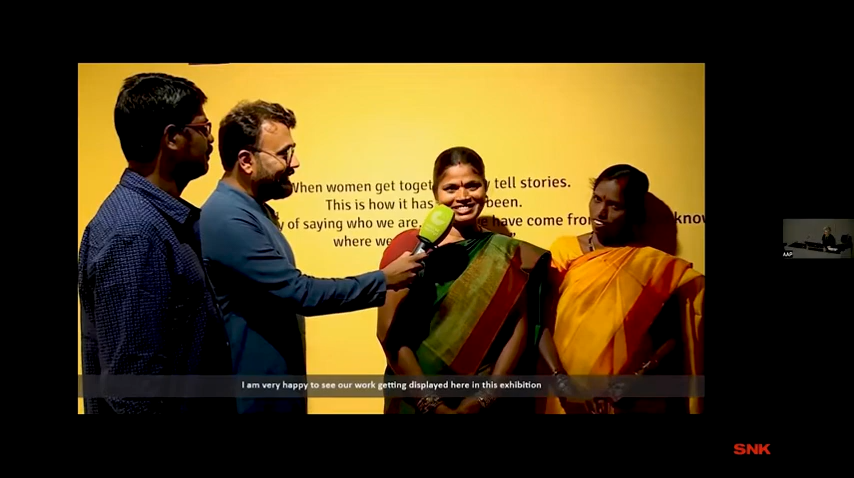 When women get toget y tell stories.
This is how it has been.
y of saying who we are, e have come from know
where we
I am very happy to see our work getting displayed here in this exhibition
AAP
SNK